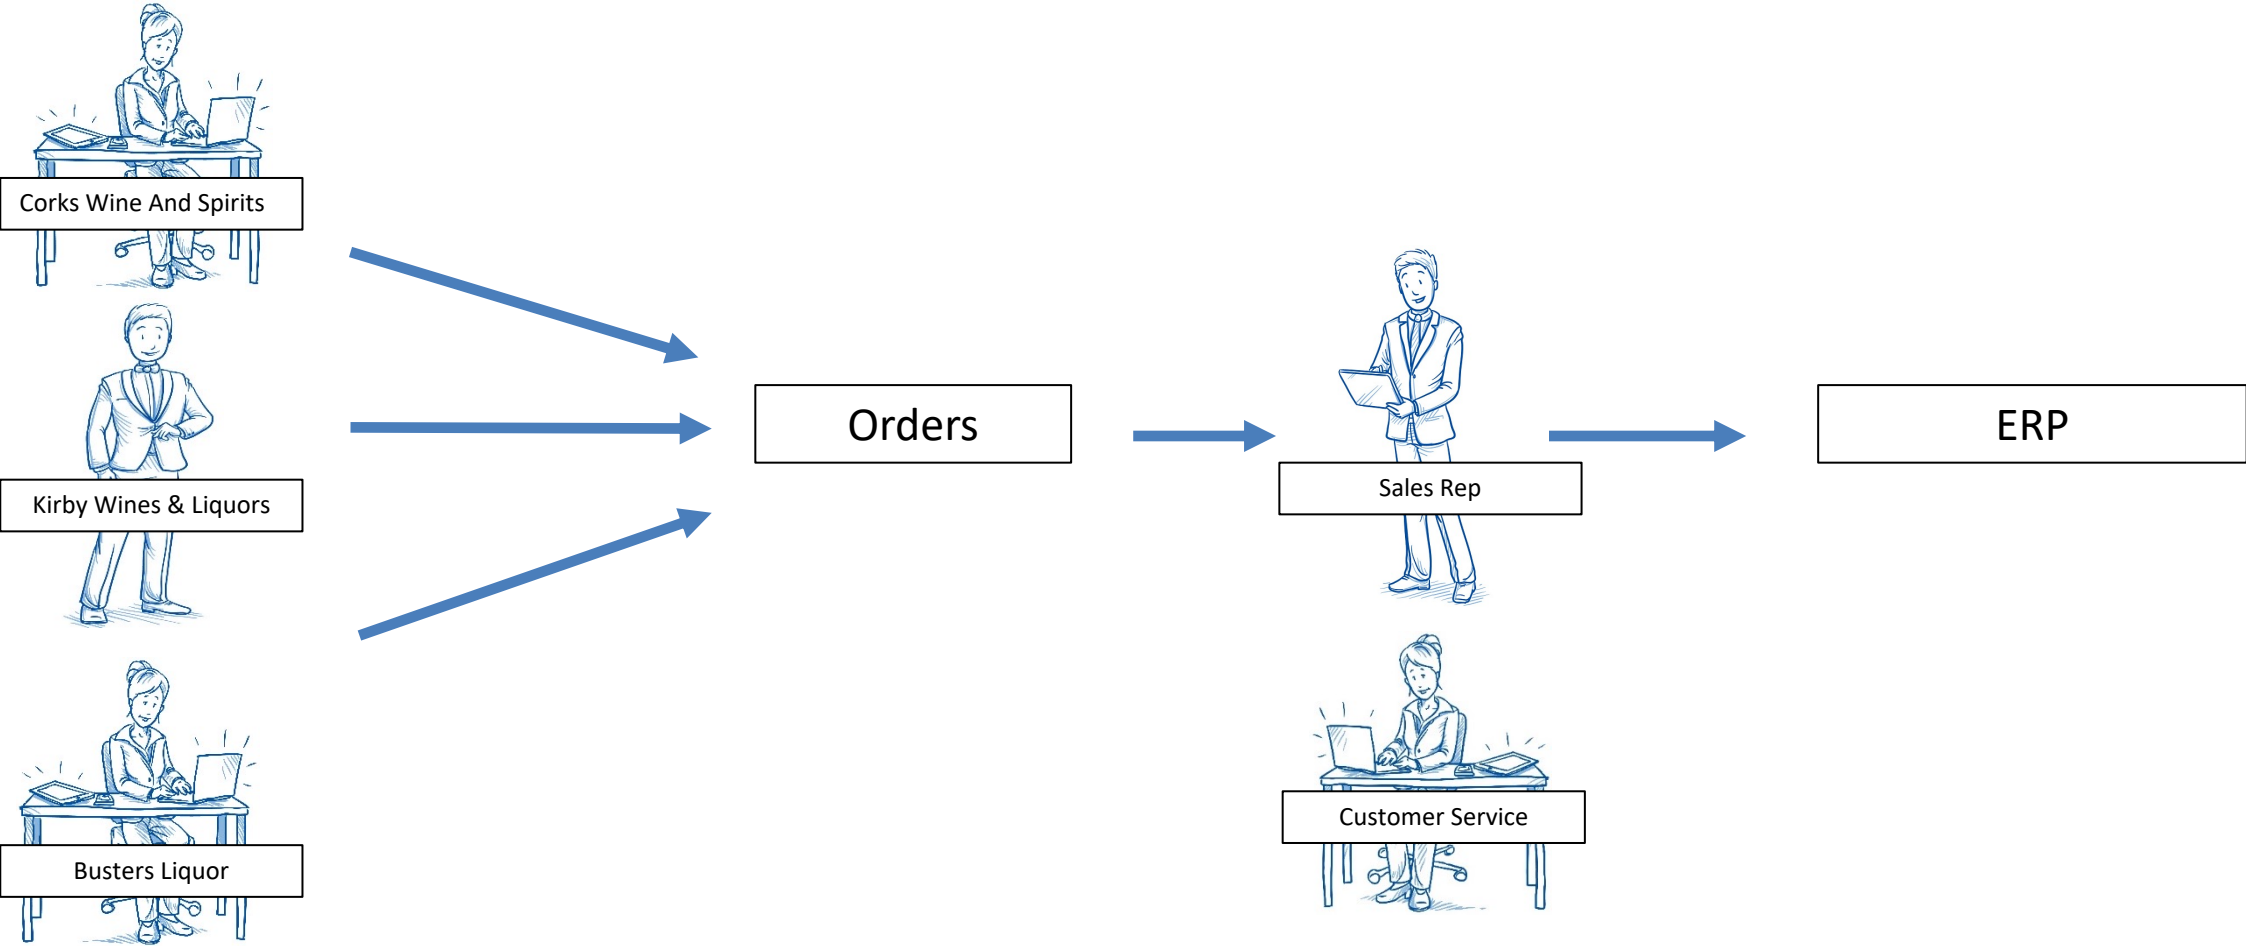 Corks Wine And Spirits
Kirby Wines & Liquors
Busters Liquor
Orders
Sales Rep
Customer Service
ERP